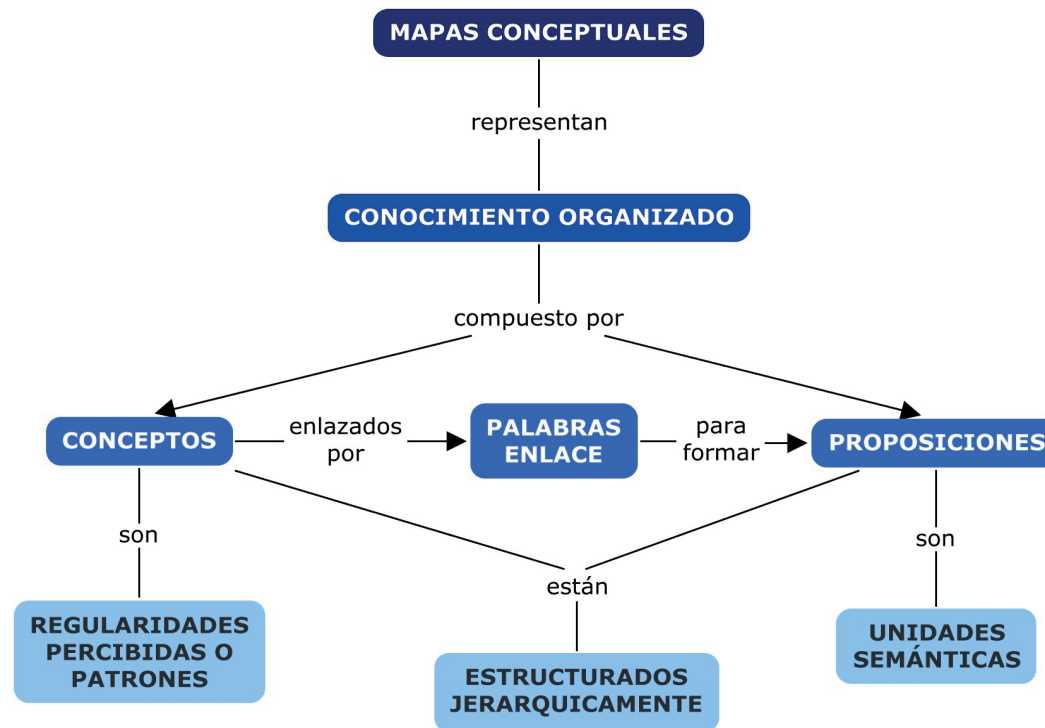 MAPAS CONCEPTUALES
representan
CONOCIMIENTO ORGANIZADO
compuesto por
CONCEPTOS
enlazados
por
PALABRAS
ENLACE
para
formar
PROPOSICIONES
son
están
son
REGULARIDADES
PERCIBIDAS O
PATRONES
ESTRUCTURADOS
JERARQUICAMENTE
UNIDADES
SEMÁNTICAS